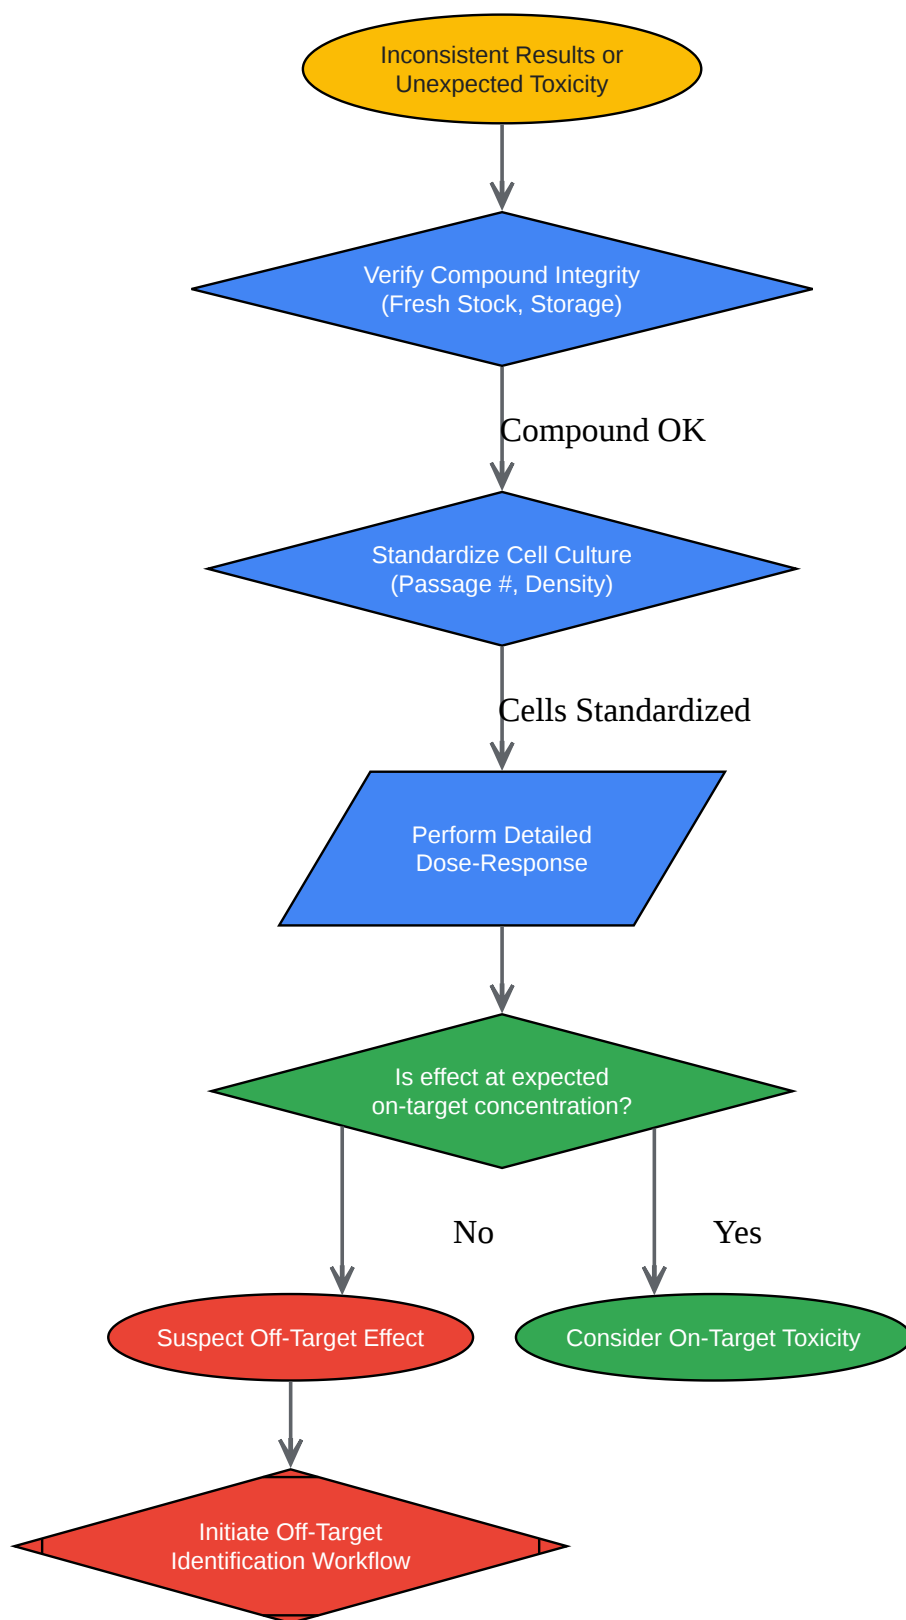 Inconsistent Results or
Unexpected Toxicity
Verify Compound Integrity
(Fresh Stock, Storage)
Compound OK
Standardize Cell Culture
(Passage #, Density)
Cells Standardized
Perform Detailed
Dose-Response
Is effect at expected
on-target concentration?
No
Yes
Suspect Off-Target Effect
Consider On-Target Toxicity
Initiate Off-Target
Identification Workflow